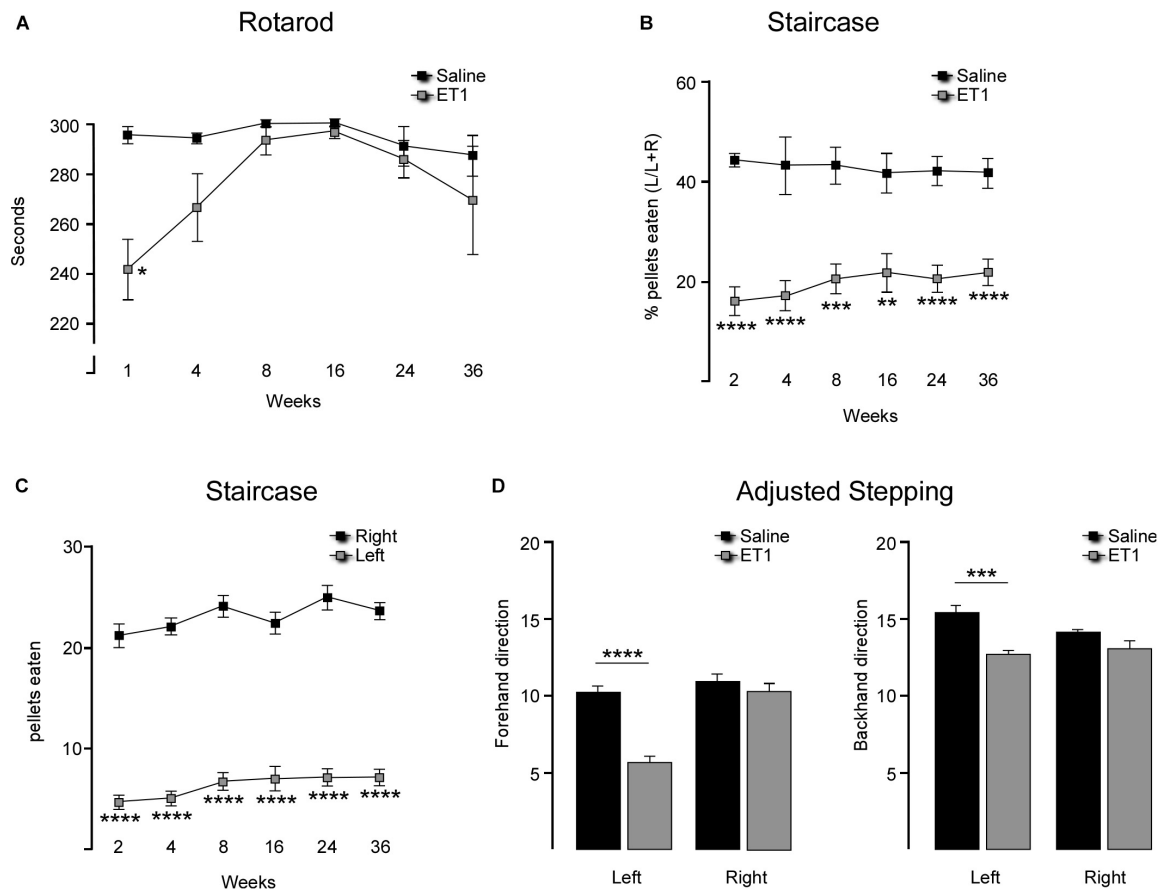 A
Rotarod
Saline
ET1
300
280
260
240
220
Seconds
*
1 4 8 16 24 36
Weeks
B
Staircase
Saline
ET1
60
40
20
% pellets eaten (L/L+R)
**** **** *** ** **** ****
2 4 8 16 24 36
Weeks
C
Staircase
Right
Left
30
20
10
pellets eaten
**** **** **** **** **** ****
2 4 8 16 24 36
Weeks
D
Adjusted Stepping
Saline
ET1
20
15
10
5
Forehand direction
****
Left Right
Saline
ET1
20
15
10
5
Backhand direction
***
Left Right